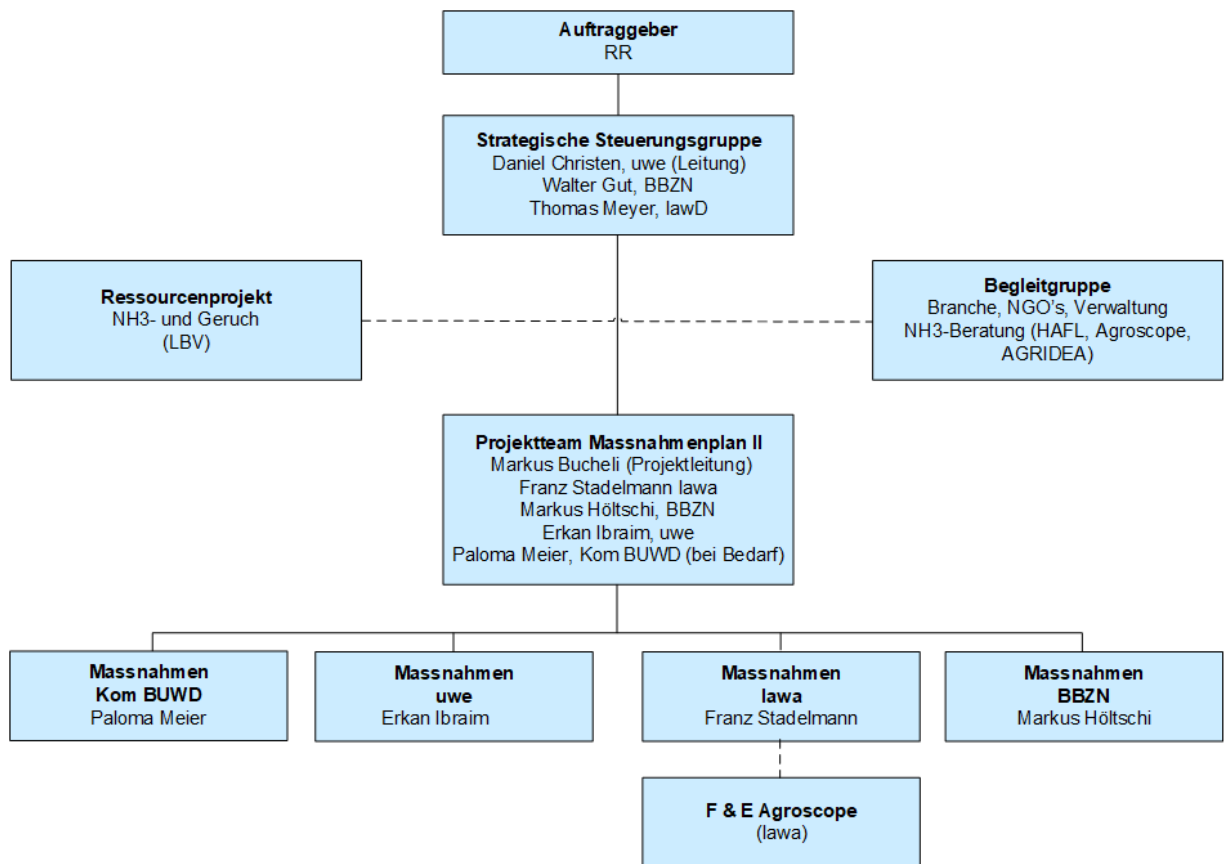 Auftraggeber
RR
Strategische Steuerungsgruppe
Daniel Christen, uwe (Leitung)
Walter Gut, BBZN
Thomas Meyer, lawD
Ressourcenprojekt
NH3- und Geruch
(LBV)
Begleitgruppe
Branche, NGO's, Verwaltung
NH3-Beratung (HAFL, Agroscope,
AGRIDEA)
Projektteam Massnahmenplan II
Markus Bucheli (Projektleitung)
Franz Stadelmann lawa
Markus Höltschi, BBZN
Erkan Ibraim, uwe
Paloma Meier, Kom BUWD (bei Bedarf)
Massnahmen
Kom BUWD
Paloma Meier
Massnahmen
uwe
Erkan Ibraim
Massnahmen
lawa
Franz Stadelmann
Massnahmen
BBZN
Markus Höltschi
F & E Agroscope
(lawa)